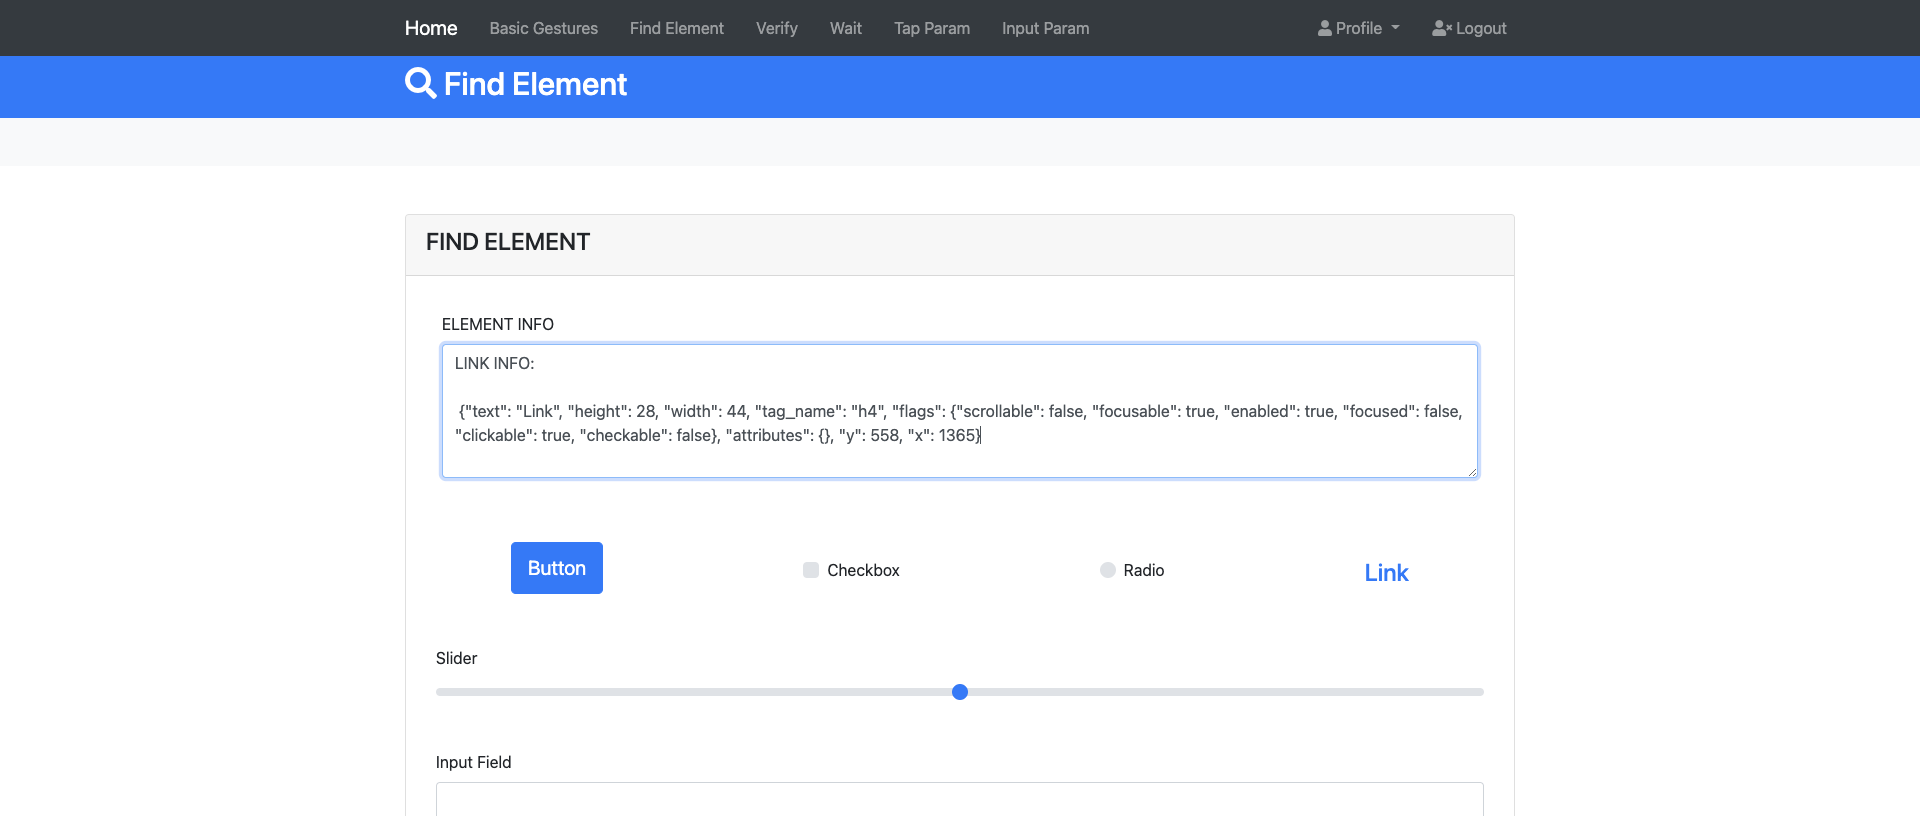 Home Basic Gestures Find Element Verify Wait Tap Param Input Param Profile Logout
Find Element
FIND ELEMENT
ELEMENT INFO
LINK INFO:
{"text": "Link", "height": 28, "width": 44, "tag_name": "h4", "flags": {"scrollable": false, "focusable": true, "enabled": true, "focused": false,
"clickable": true, "checkable": false}, "attributes": {}, "y": 558, "x": 1365}
Button Checkbox Radio Link
Slider
Input Field